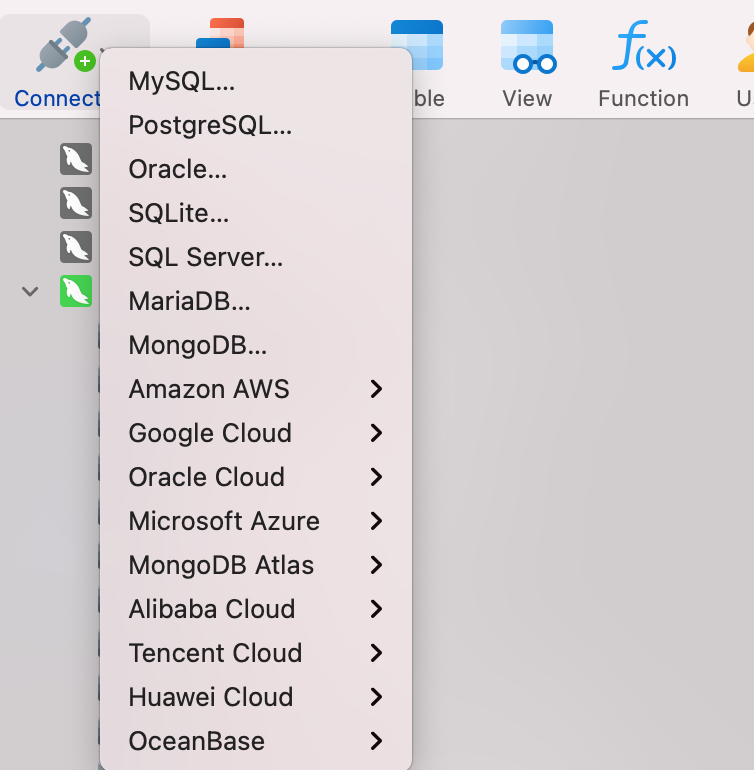 Connect
ble
View
Function
U
MySQL...
PostgreSQL...
Oracle...
SQLite...
SQL Server...
MariaDB...
MongoDB...
Amazon AWS
Google Cloud
Oracle Cloud
Microsoft Azure
MongoDB Atlas
Alibaba Cloud
Tencent Cloud
Huawei Cloud
OceanBase